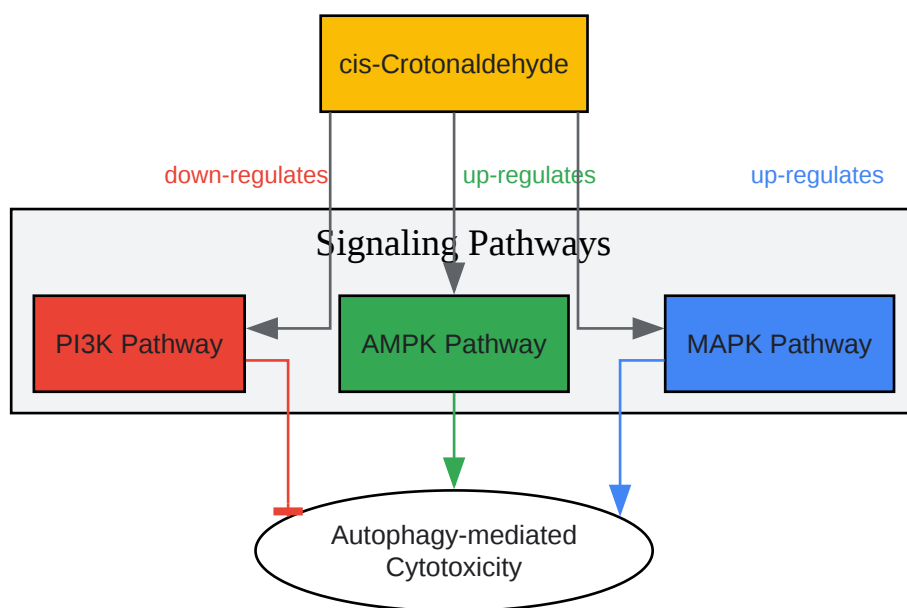 cis-Crotonaldehyde
down-regulates
up-regulates
up-regulates
Signaling Pathways
PI3K Pathway
AMPK Pathway
MAPK Pathway
Autophagy-mediated
Cytotoxicity